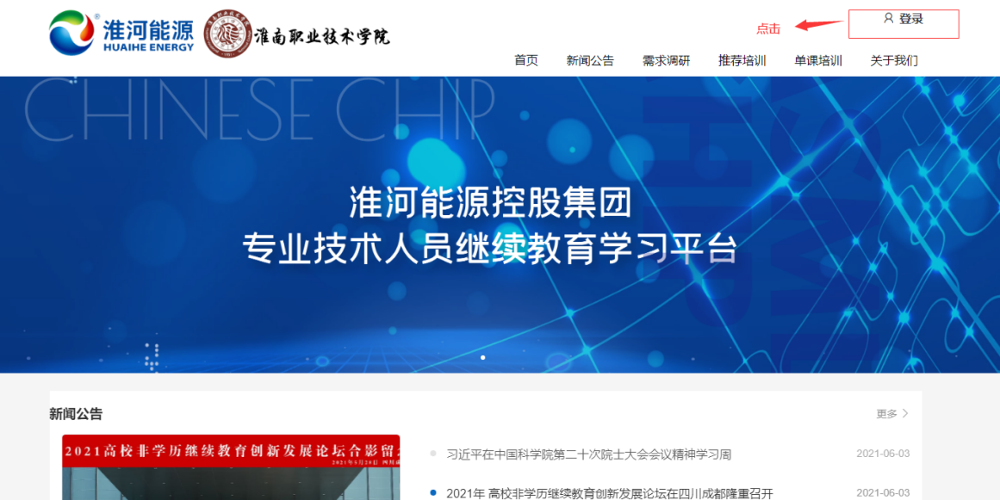 淮河能源
HUAIHE ENERGY
淮南职业技术学院
点击
登录
首页 新闻公告 需求调研 推荐培训 单课培训 关于我们
CHINESE CHIP
淮河能源控股集团
专业技术人员继续教育学习平台
新闻公告
更多
2021高校非学历继续教育创新发展论坛合影留
习近平在中国科学院第二十次院士大会会议精神学习周
2021-06-03
2021年 高校非学历继续教育创新发展论坛在四川成都隆重召开
2021-06-03